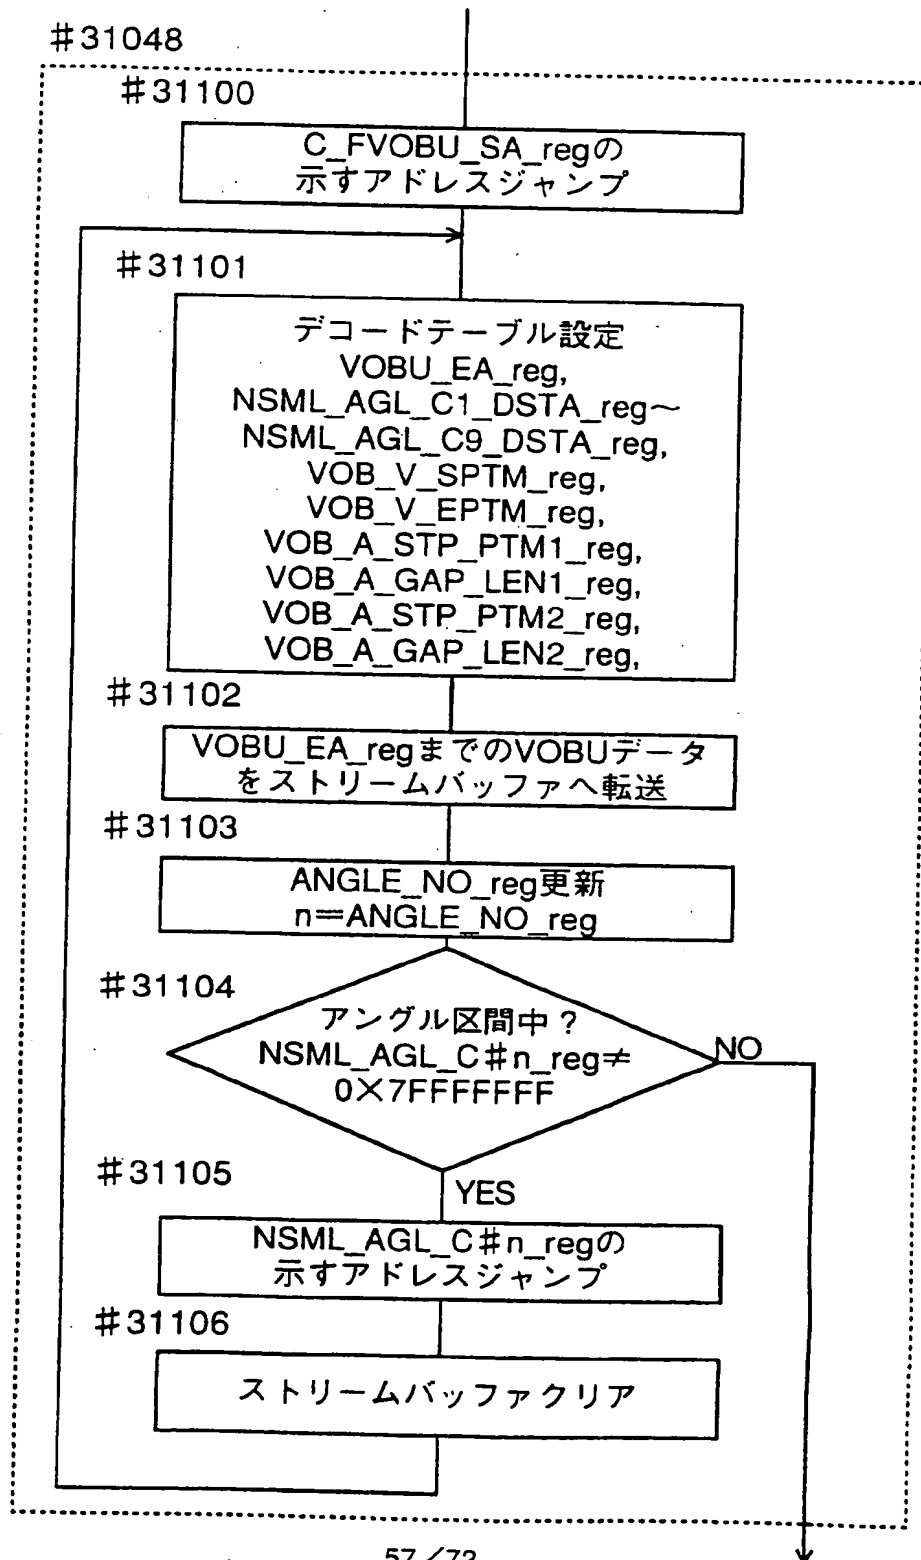 #31048
#31100
C_FVOBU_SA_regの
示すアドレスジャンプ
#31101
デコードテーブル設定
VOBU_EA_reg,
NSML_AGL_C1_DSTA_reg〜
NSML_AGL_C9_DSTA_reg,
VOB_V_SPTM_reg,
VOB_V_EPTM_reg,
VOB_A_STP_PTM1_reg,
VOB_A_GAP_LEN1_reg,
VOB_A_STP_PTM2_reg,
VOB_A_GAP_LEN2_reg,
#31102
VOBU_EA_regまでのVOBUデータ
をストリームバッファへ転送
#31103
ANGLE_NO_reg更新
n=ANGLE_NO_reg
#31104
アングル区間中?
NSML_AGL_C#n_reg≠
0×7FFFFFFF
NO
#31105
YES
NSML_AGL_C#n_regの
示すアドレスジャンプ
#31106
ストリームバッファクリア
57/72